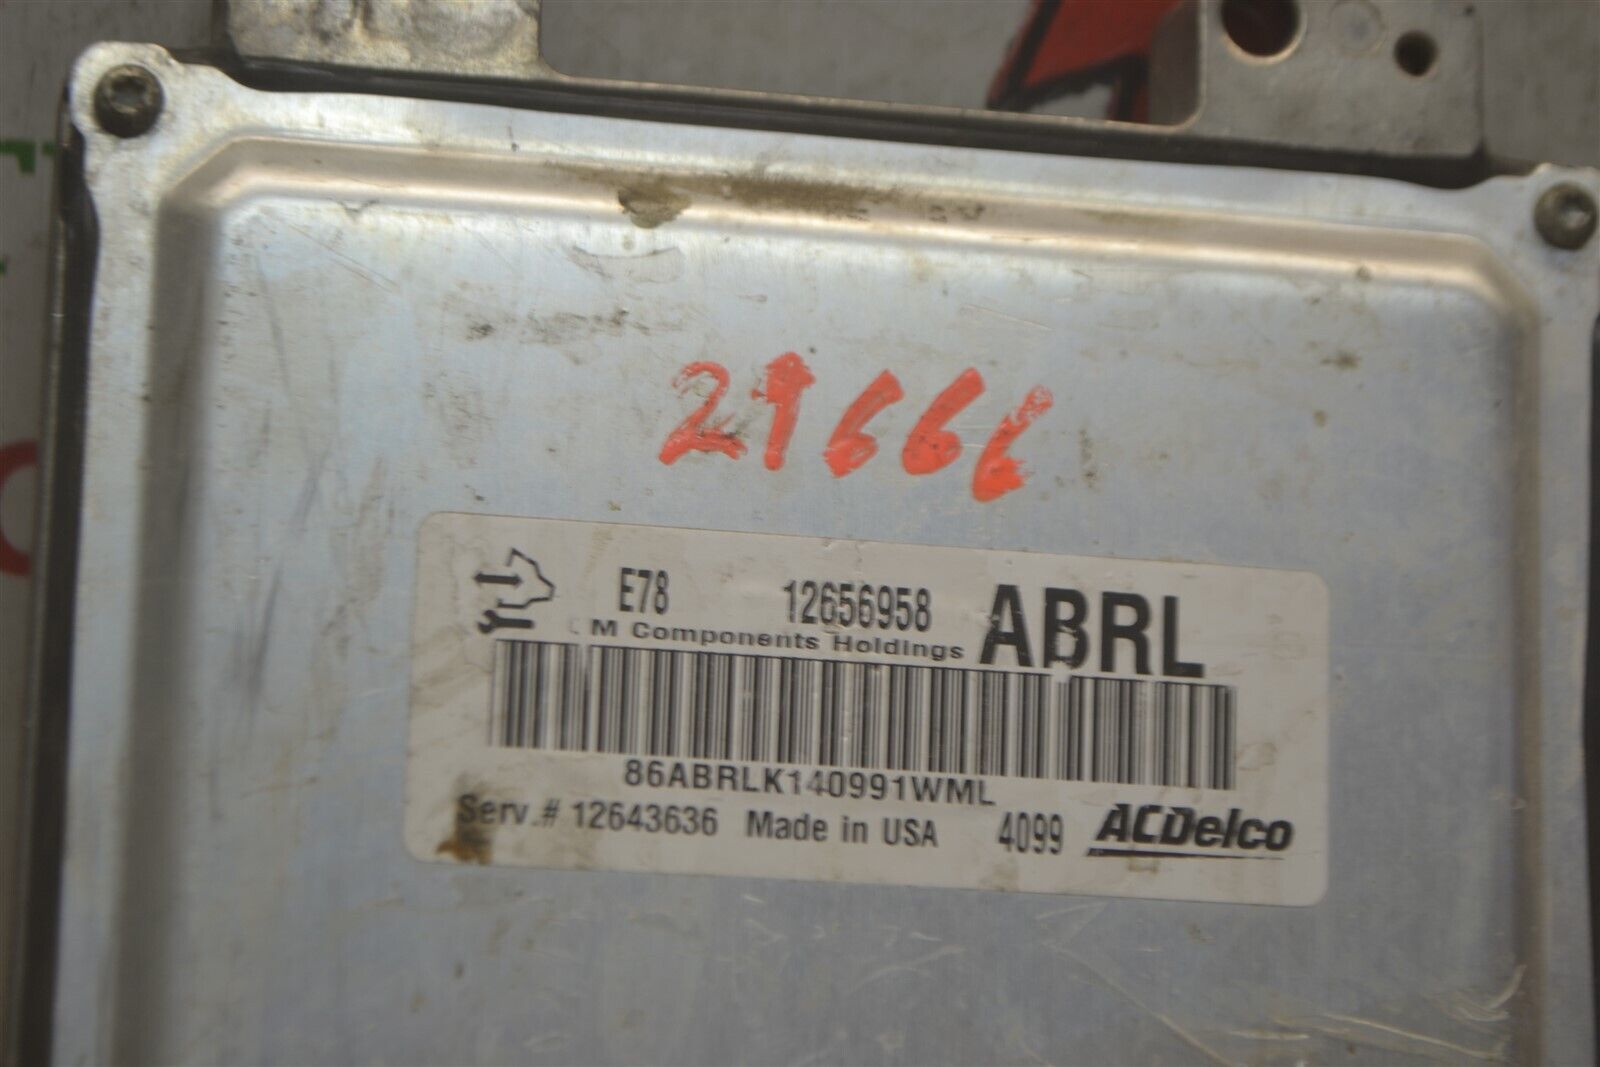 21666
E78 12656958 ABRL
M Components Holdings
86ABRLK140991WML
Serv.# 12643636 Made in USA 4099 ACDelco